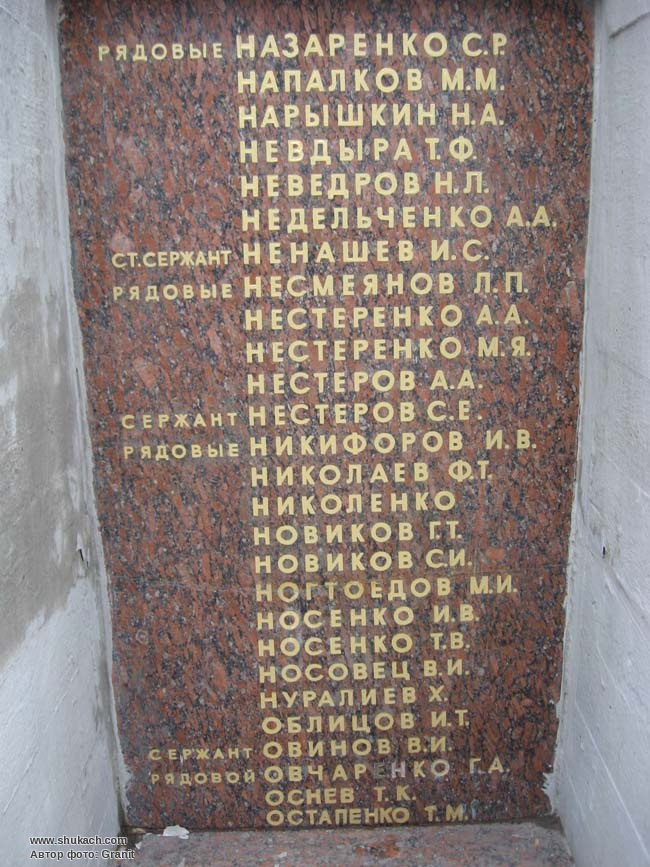 РЯДОВЫЕ НАЗАРЕНКО С.Р.
НАПАЛКОВ М.М.
НАРЫШКИН Н.А.
НЕВДЫРА Т.Ф.
НЕВЕДРОВ Н.Л.
НЕДЕЛЬЧЕНКО А.А.
СТ.СЕРЖАНТ НЕНАШЕВ И.С.
РЯДОВЫЕ НЕСМЕЯНОВ Л.П.
НЕСТЕРЕНКО А.А.
НЕСТЕРЕНКО М.Я.
НЕСТЕРОВ А.А.
СЕРЖАНТ НЕСТЕРОВ С.Е.
РЯДОВЫЕ НИКИФОРОВ И.В.
НИКОЛАЕВ Ф.Т.
НИКОЛЕНКО
НОВИКОВ Г.Т.
НОВИКОВ С.И.
НОГТОЕДОВ М.И.
НОСЕНКО И.В.
НОСЕНКО Т.В.
НОСОВЕЦ В.И.
НУРАЛИЕВ Х.
ОБЛИЦОВ И.Т.
СЕРЖАНТ ОВИНОВ В.И.
РЯДОВОЙ ОВЧАРЕНКО Г.Д.
ОСНЕВ Т.К.
ОСТАПЕНКО Т.М.
www.shukach.com
Автор фото: Granit